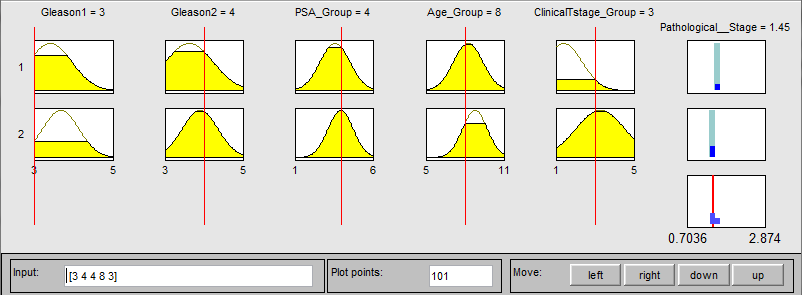 Gleason1 = 3 Gleason2 = 4 PSA_Group = 4 Age_Group = 8 ClinicalTstage_Group = 3
Pathological__Stage = 1.45
1
2
3 5 3 5 1 6 5 11 1 5
0.7036 2.874
Input: [3 4 4 8 3] Plot points: 101 Move: left right down up